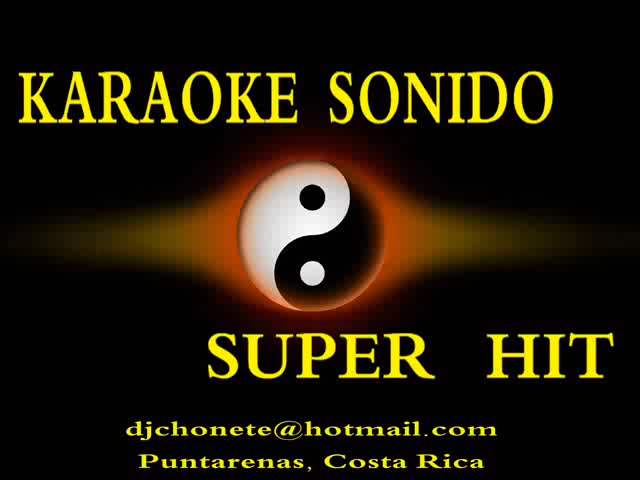 KARAOKE SONIDO
SUPER HIT
djchonete@hotmail.com
Puntarenas, Costa Rica